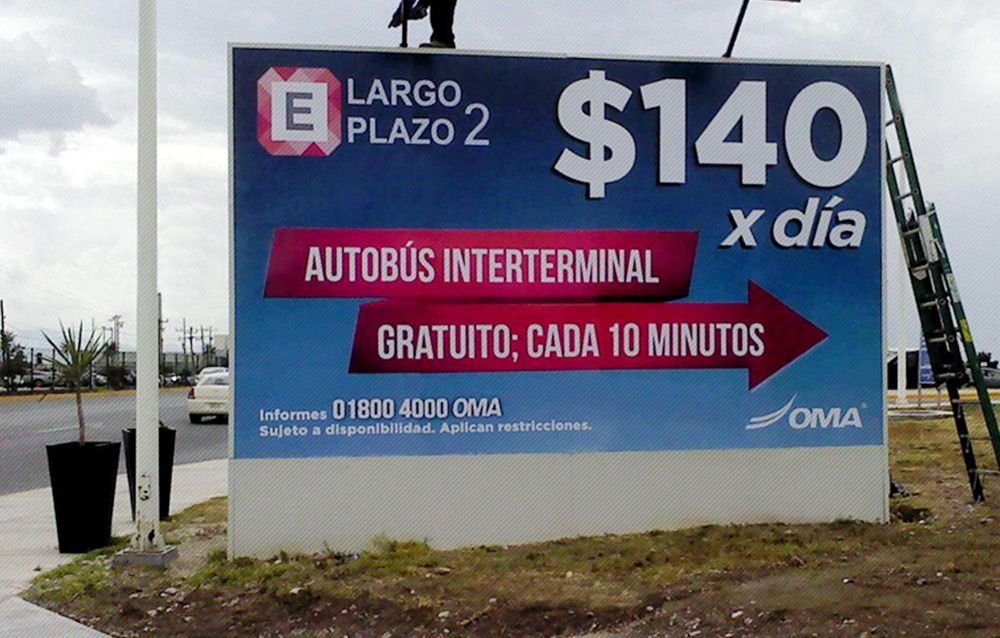 E
LARGO
PLAZO 2
$140
x día
AUTOBÚS INTERTERMINAL
GRATUITO; CADA 10 MINUTOS
Informes 01800 4000 OMA
Sujeto a disponibilidad. Aplican restricciones.
OMA